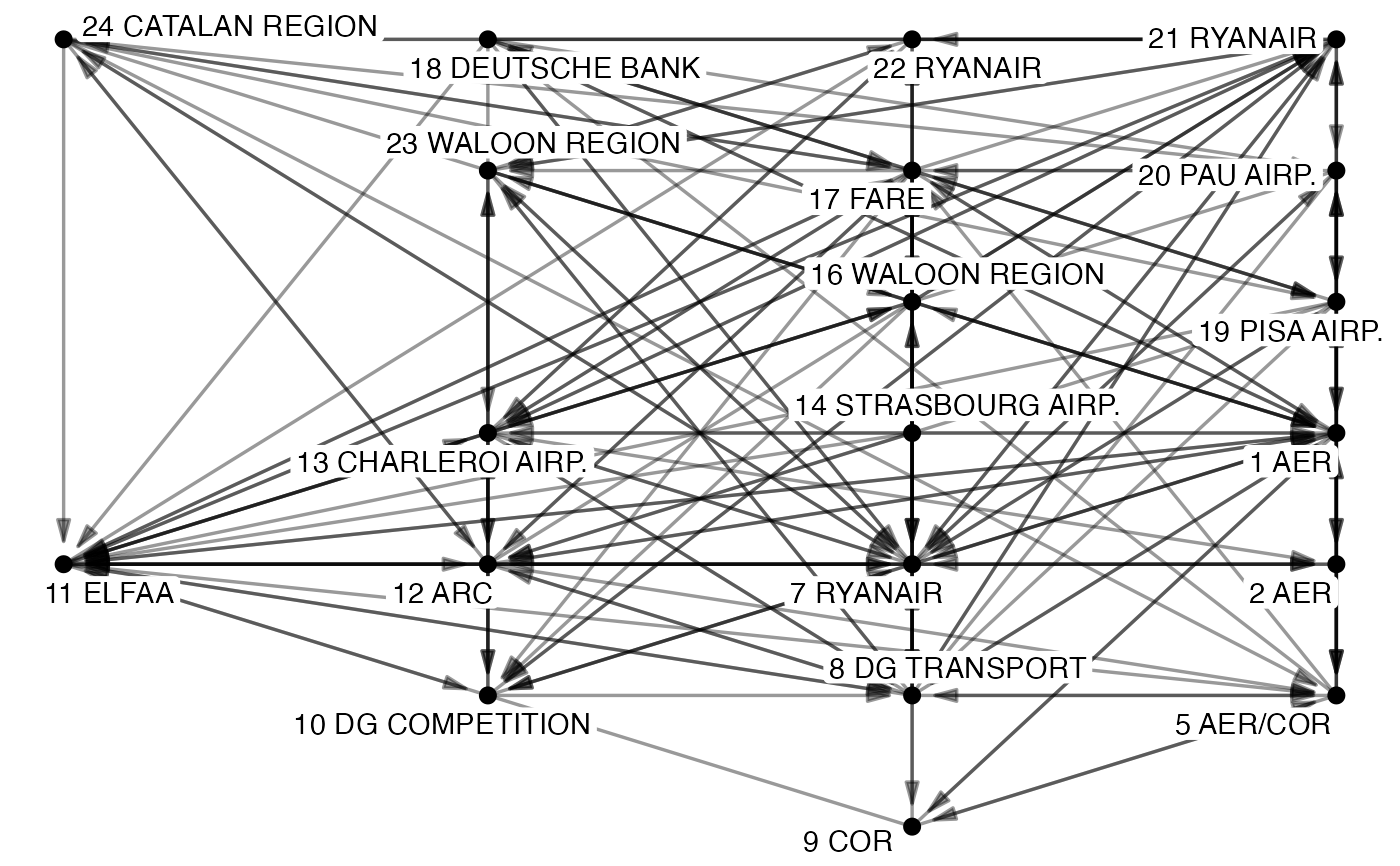 24 CATALAN REGION
21 RYANAIR
18 DEUTSCHE BANK
22 RYANAIR
23 WALOON REGION
20 PAU AIRP.
17 FARE
16 WALOON REGION
19 PISA AIRP.
14 STRASBOURG AIRP.
13 CHARLEROI AIRP.
1 AER
11 ELFAA
12 ARC
7 RYANAIR
2 AER
8 DG TRANSPORT
10 DG COMPETITION
5 AER/COR
9 COR